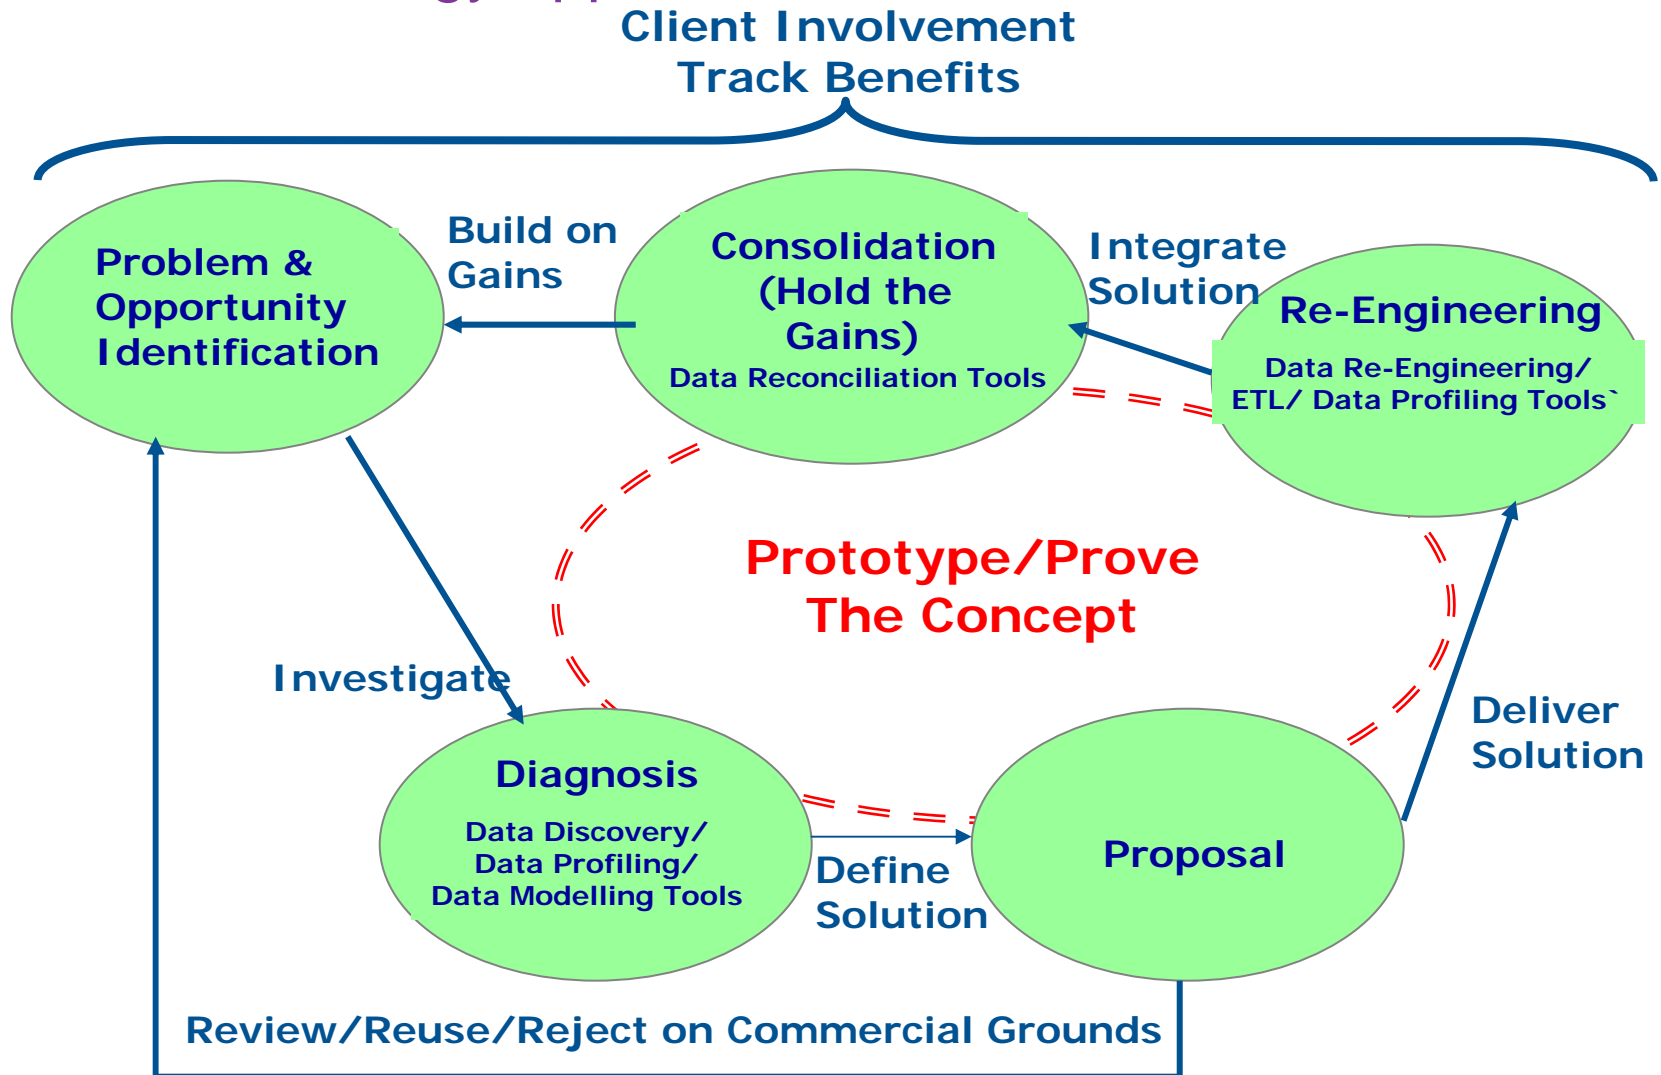 Client Involvement
Track Benefits
Problem &
Opportunity
Identification
Build on
Gains
Consolidation
(Hold the
Gains)
Data Reconciliation Tools
Integrate
Solution
Re-Engineering
Data Re-Engineering/
ETL/ Data Profiling Tools`
Prototype/Prove
The Concept
Investigate
Deliver
Solution
Diagnosis
Data Discovery/
Data Profiling/
Data Modelling Tools
Define
Solution
Proposal
Review/Reuse/Reject on Commercial Grounds